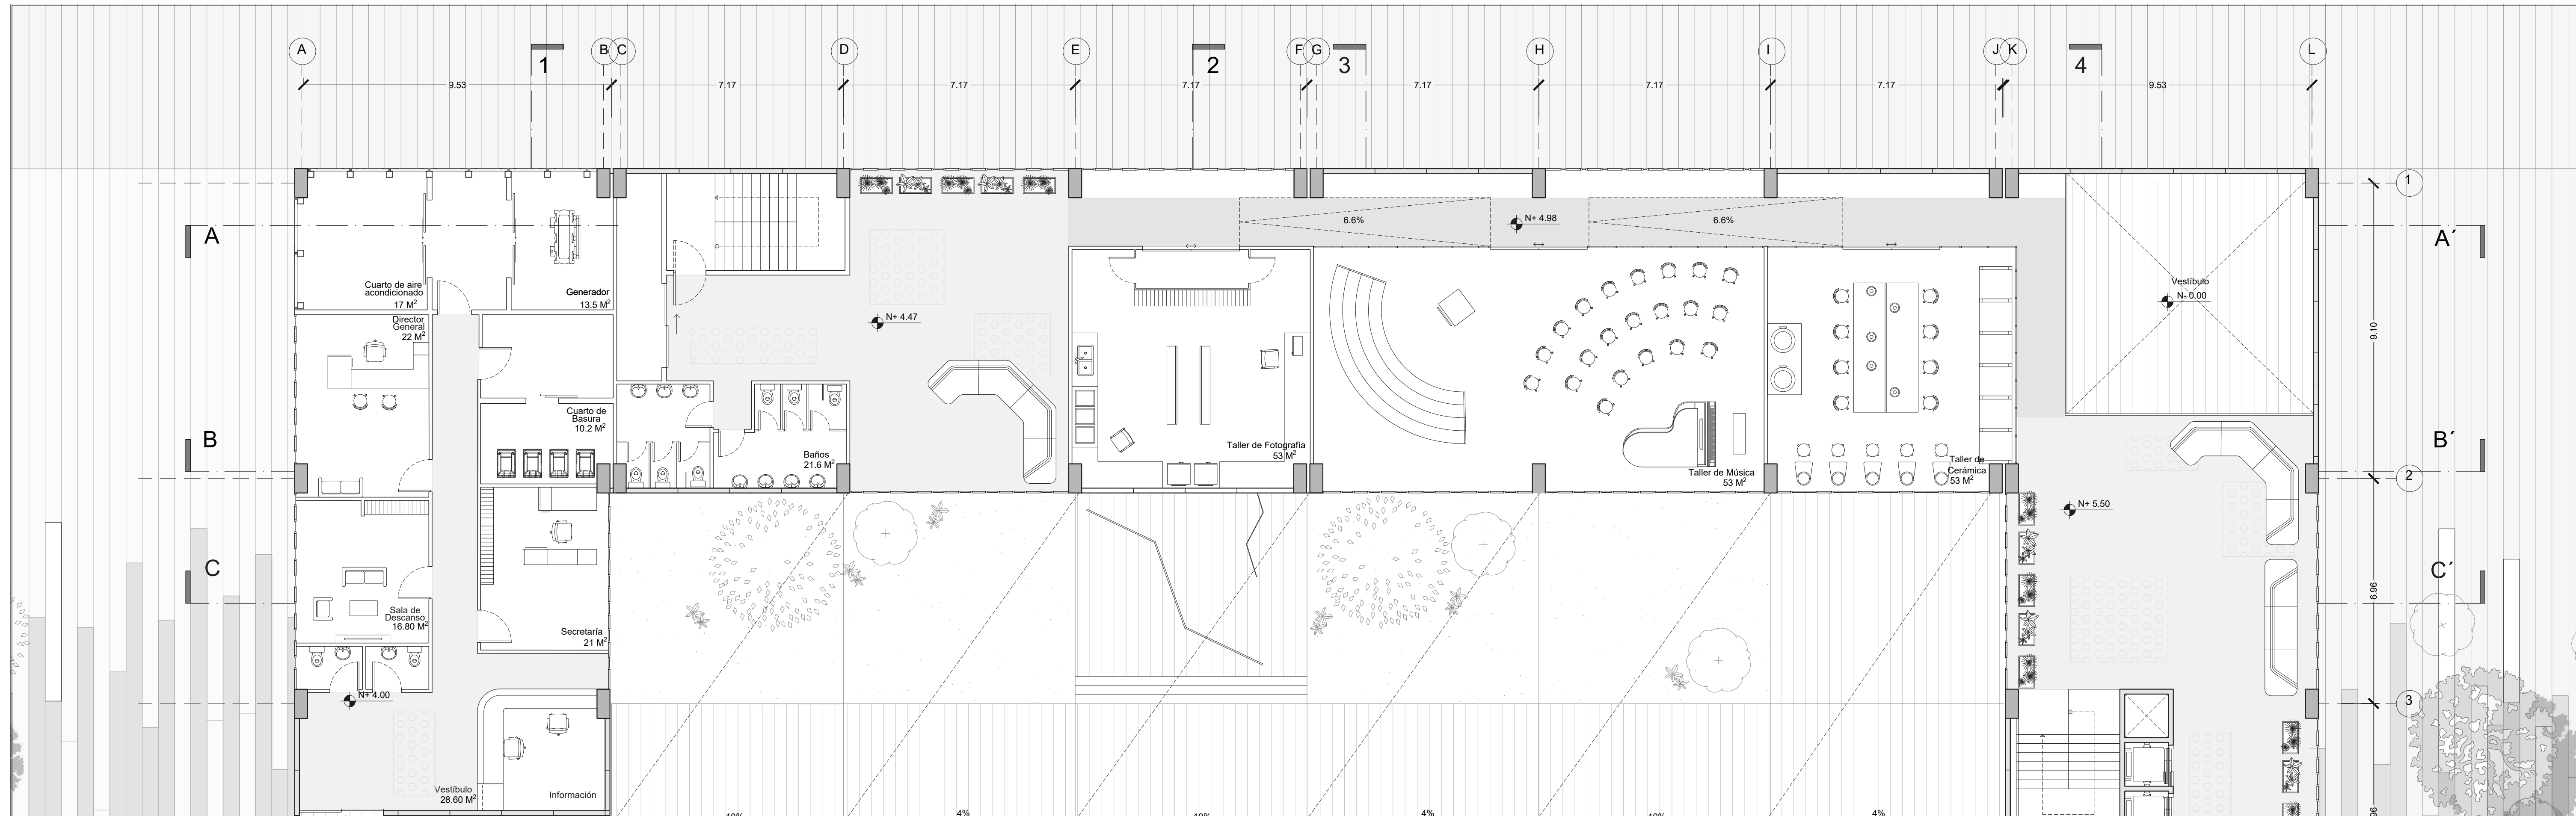 A
B
C
D
E
F
G
H
I
J
K
L
1
2
3
4
9.53
7.17
7.17
7.17
7.17
7.17
7.17
9.53
1
A
A´
6.6%
N+ 4.98
6.6%
Cuarto de aire
acondicionado
17 M²
Generador
13.5 M²
Vestíbulo
N- 0.00
Director
General
22 M²
N+ 4.47
9.10
Cuarto de
Basura
10.2 M²
B
B´
Baños
21.6 M²
Taller de Fotografía
53 M²
Taller de Música
53 M²
Taller de
Cerámica
53 M²
2
N+ 5.50
C
C´
6.96
Sala de
Descanso
16.80 M²
Secretaría
21 M²
N+ 4.00
3
Vestíbulo
28.60 M²
Información
4%
4%
4%